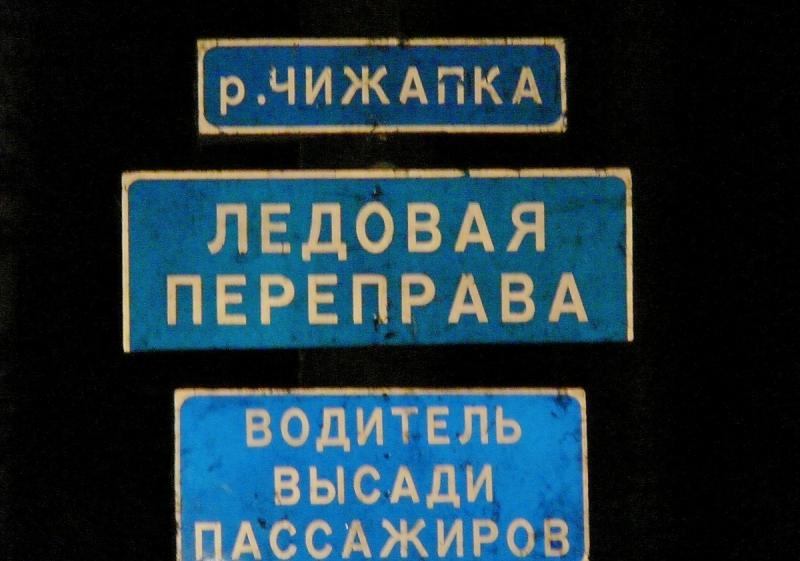 р.ЧИЖАПКА
ЛЕДОВАЯ
ПЕРЕПРАВА
ВОДИТЕЛЬ
ВЫСАДИ
ПАССАЖИРОВ